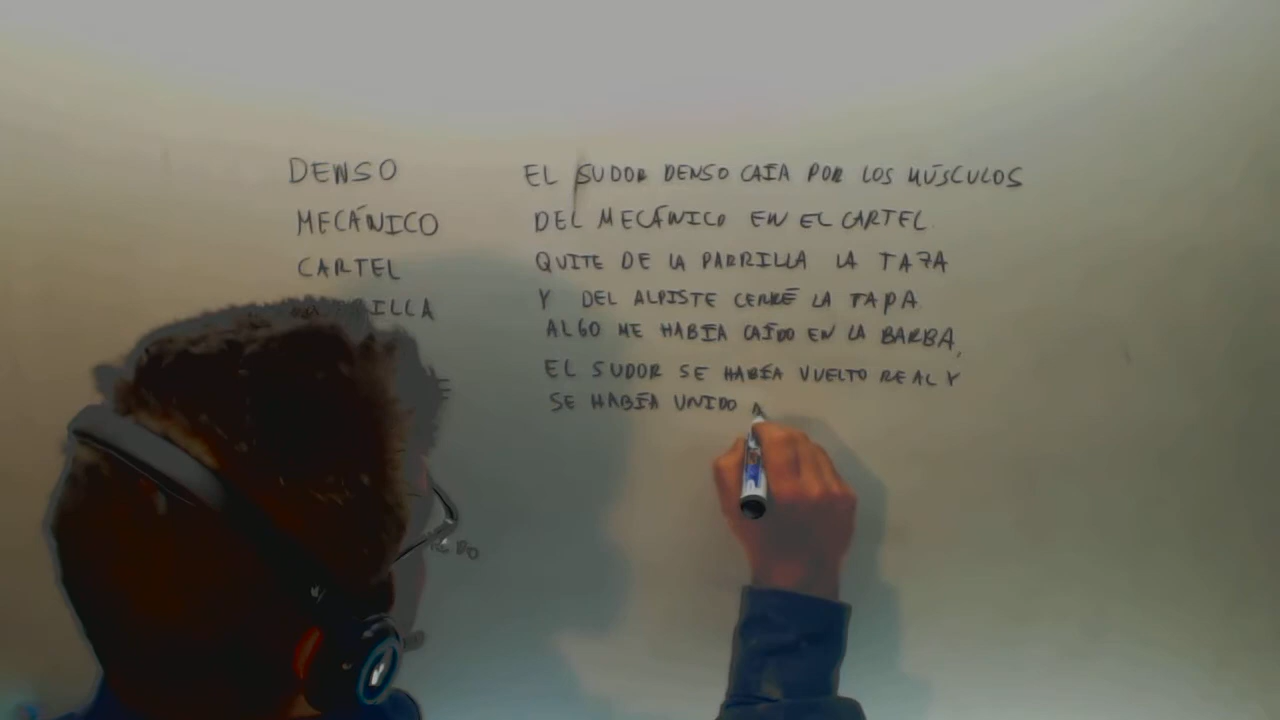 DENSO
MECÁNICO
CARTEL
EL SUDOR DENSO CAÍA POR LOS MÚSCULOS
DEL MECÁNICO EN EL CARTEL.
QUITE DE LA PARRILLA LA TAZA
Y DEL ALPISTE CERRÉ LA TAPA.
ALGO ME HABÍA CAÍDO EN LA BARBA,
EL SUDOR SE HABÍA VUELTO REAL Y
SE HABÍA UNIDO